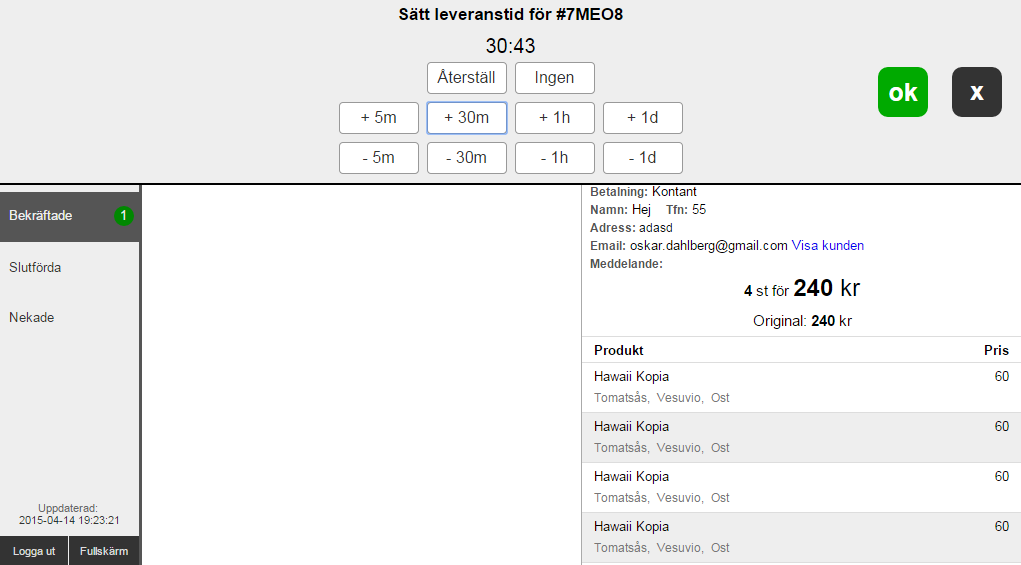 Sätt leveranstid för #7MEO8
30:43
Återställ Ingen
+ 5m + 30m + 1h + 1d
- 5m - 30m - 1h - 1d
ok x
Bekräftade 1
Slutförda
Nekade
Uppdaterad:
2015-04-14 19:23:21
Logga ut Fullskärm
Betalning: Kontant
Namn: Hej Tfn: 55
Adress: adasd
Email: oskar.dahlberg@gmail.com Visa kunden
Meddelande:
4 st för 240 kr
Original: 240 kr
Produkt Pris
Hawaii Kopia 60
Tomatsås, Vesuvio, Ost
Hawaii Kopia 60
Tomatsås, Vesuvio, Ost
Hawaii Kopia 60
Tomatsås, Vesuvio, Ost
Hawaii Kopia 60
Tomatsås, Vesuvio, Ost